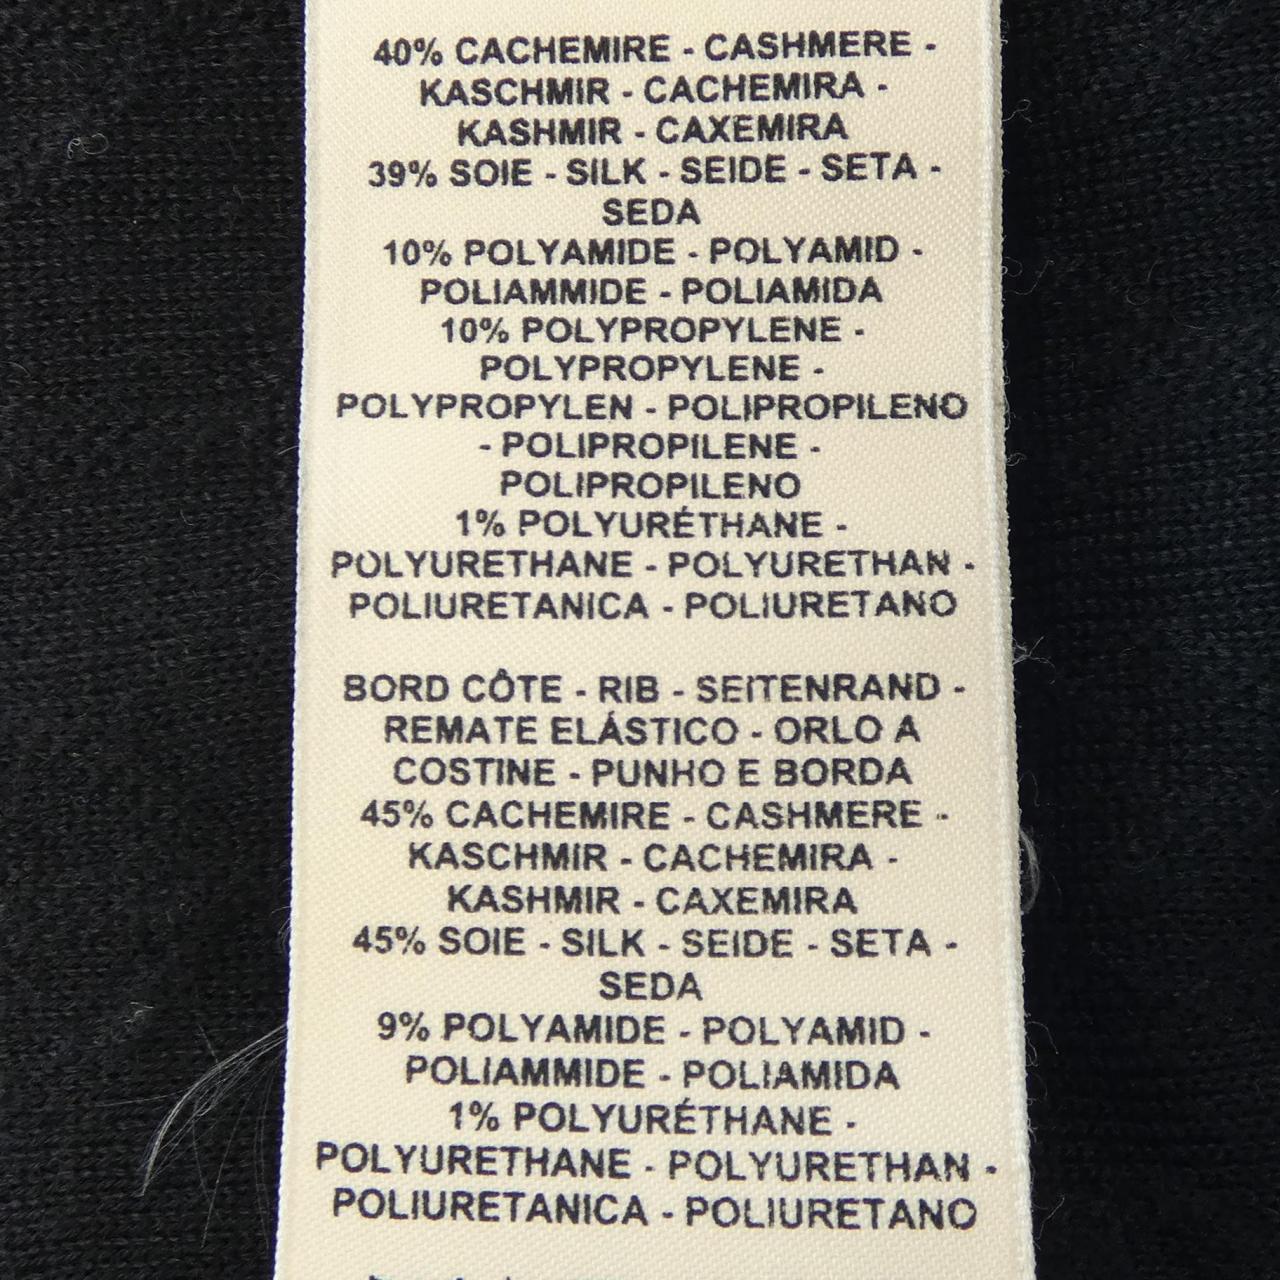 40% CACHEMIRE - CASHMERE -
KASCHMIR - CACHEMIRA -
KASHMIR - CAXEMIRA
39% SOIE - SILK - SEIDE - SETA -
SEDA
10% POLYAMIDE - POLYAMID -
POLIAMMIDE - POLIAMIDA
10% POLYPROPYLENE -
POLYPROPYLENE -
POLYPROPYLEN - POLIPROPILENO
- POLIPROPILENE -
POLIPROPILENO
1% POLYURÉTHANE -
POLYURETHANE - POLYURETHAN -
POLIURETANICA - POLIURETANO
BORD CÔTE - RIB - SEITENRAND -
REMATE ELÁSTICO - ORLO A
COSTINE - PUNHO E BORDA
45% CACHEMIRE - CASHMERE -
KASCHMIR - CACHEMIRA -
KASHMIR - CAXEMIRA
45% SOIE - SILK - SEIDE - SETA -
SEDA
9% POLYAMIDE - POLYAMID -
POLIAMMIDE - POLIAMIDA
1% POLYURÉTHANE -
POLYURETHANE - POLYURETHAN -
POLIURETANICA - POLIURETANO